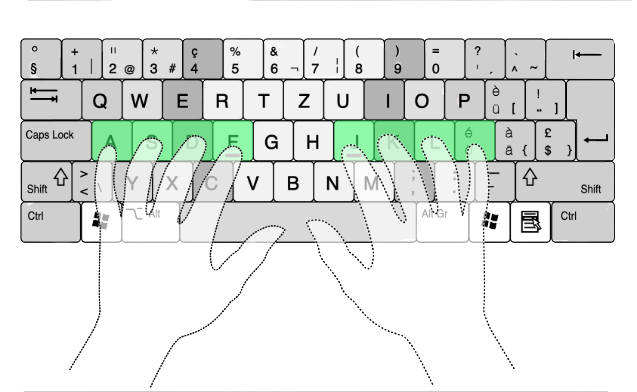 ° § + 1 | " 2 @ * 3 # ç 4 % 5 & 6 ¬ / 7 ¦ ( 8 ) 9 = 0 ? ' ´ ` ^ ~
Q W E R T Z U I O P è ü [ ! ¨ ]
Caps Lock A S D F G H J K L é à ä { £ $ }
Shift > < \ Y X C V B N M ; : _ - Shift
Ctrl Alt Alt Gr Ctrl